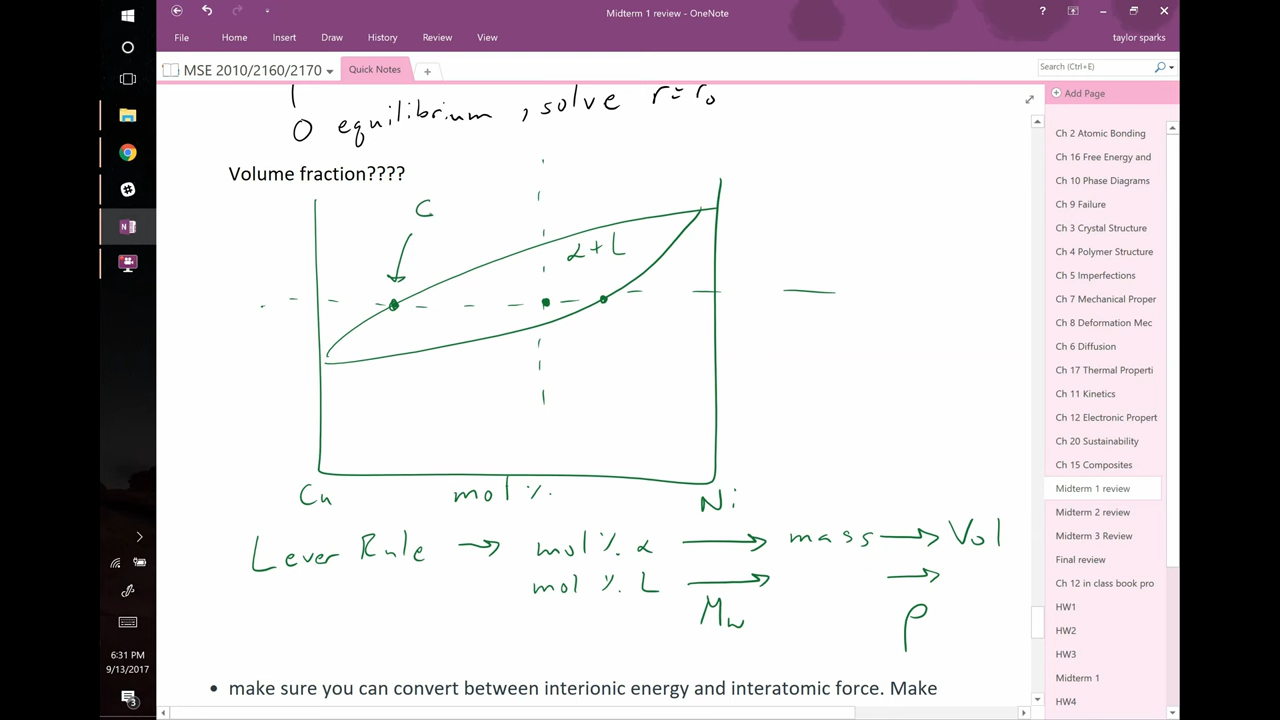 Midterm 1 review - OneNote
taylor sparks
File Home Insert Draw History Review View
MSE 2010/2160/2170 Quick Notes
Search (Ctrl+E)
O equilibrium , solve r=r₀
Volume fraction????
C
α+L
Cu mol % Ni
Lever Rule → mol % α → mass → Vol
mol % L → →
Mw ρ
• make sure you can convert between interionic energy and interatomic force. Make
Add Page
Ch 2 Atomic Bonding
Ch 16 Free Energy and
Ch 10 Phase Diagrams
Ch 9 Failure
Ch 3 Crystal Structure
Ch 4 Polymer Structure
Ch 5 Imperfections
Ch 7 Mechanical Proper
Ch 8 Deformation Mec
Ch 6 Diffusion
Ch 17 Thermal Properti
Ch 11 Kinetics
Ch 12 Electronic Propert
Ch 20 Sustainability
Ch 15 Composites
Midterm 1 review
Midterm 2 review
Midterm 3 Review
Final review
Ch 12 in class book pro
HW1
HW2
HW3
Midterm 1
HW4
6:31 PM
9/13/2017
3